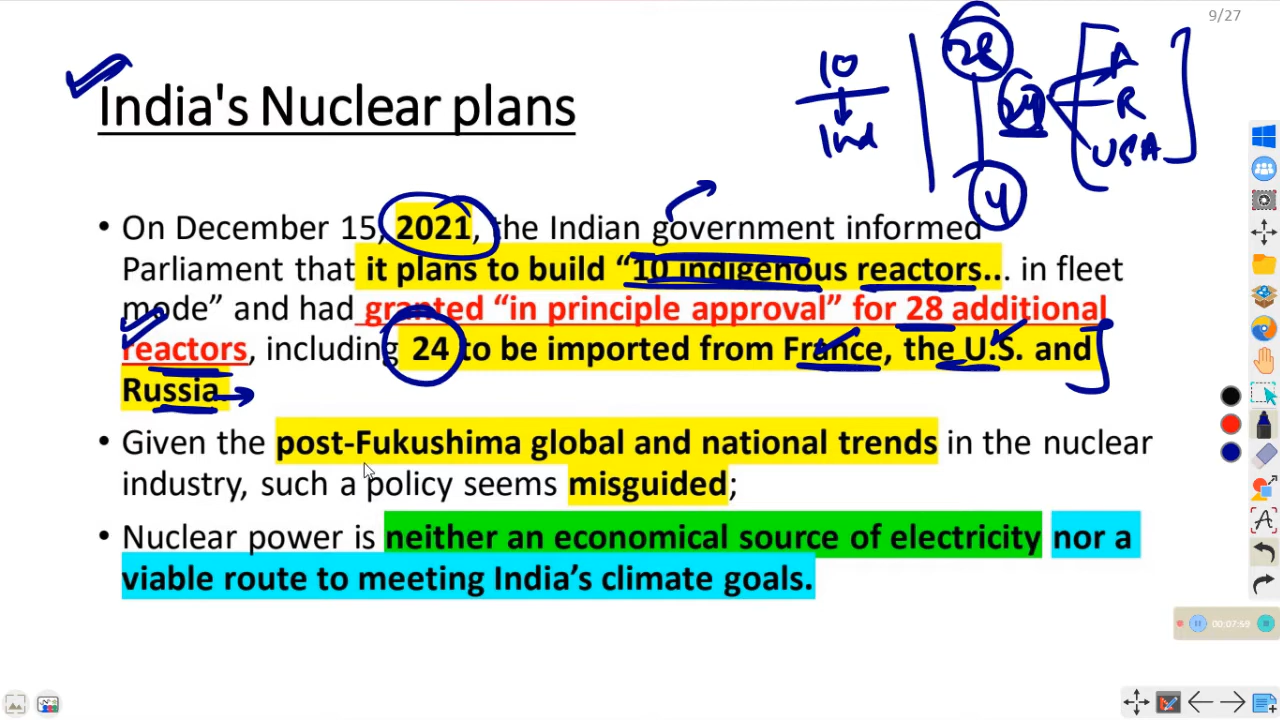 9/27
10
Ind
28
24
4
A
R
USA
India's Nuclear plans
• On December 15, 2021, the Indian government informed
Parliament that it plans to build “10 indigenous reactors... in fleet
mode” and had granted “in principle approval” for 28 additional
reactors, including 24 to be imported from France, the U.S. and
Russia.
• Given the post-Fukushima global and national trends in the nuclear
industry, such a policy seems misguided;
• Nuclear power is neither an economical source of electricity nor a
viable route to meeting India’s climate goals.
00:07:59